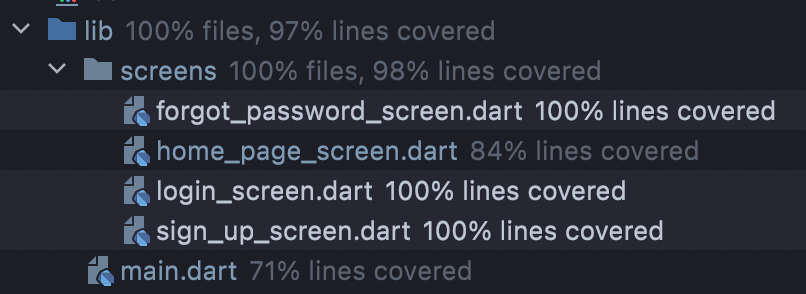 lib 100% files, 97% lines covered
screens 100% files, 98% lines covered
forgot_password_screen.dart 100% lines covered
home_page_screen.dart 84% lines covered
login_screen.dart 100% lines covered
sign_up_screen.dart 100% lines covered
main.dart 71% lines covered